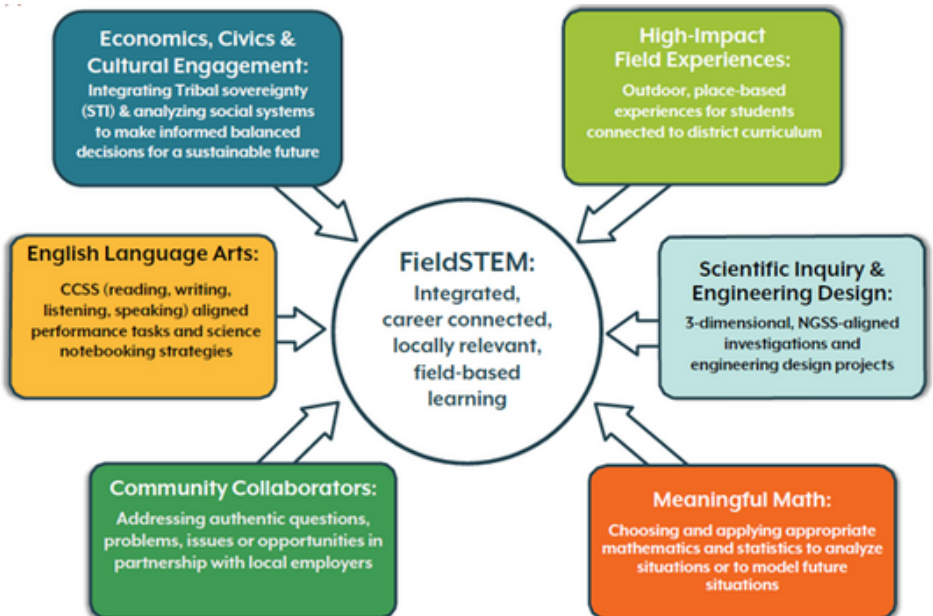 Economics, Civics &
Cultural Engagement:
Integrating Tribal sovereignty
(STI) & analyzing social systems
to make informed balanced
decisions for a sustainable future
High-Impact
Field Experiences:
Outdoor, place-based
experiences for students
connected to district curriculum
English Language Arts:
CCSS (reading, writing,
listening, speaking) aligned
performance tasks and science
notebooking strategies
FieldSTEM:
Integrated,
career connected,
locally relevant,
field-based
learning
Scientific Inquiry &
Engineering Design:
3-dimensional, NGSS-aligned
investigations and
engineering design projects
Community Collaborators:
Addressing authentic questions,
problems, issues or opportunities in
partnership with local employers
Meaningful Math:
Choosing and applying appropriate
mathematics and statistics to analyze
situations or to model future
situations